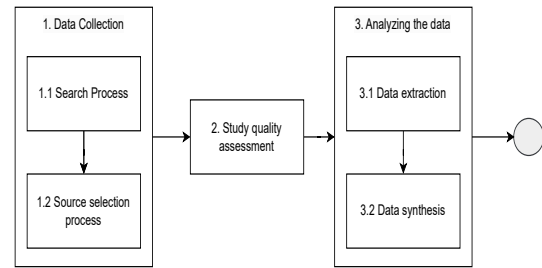 1. Data Collection
1.1 Search Process
1.2 Source selection
process
2. Study quality
assessment
3. Analyzing the data
3.1 Data extraction
3.2 Data synthesis